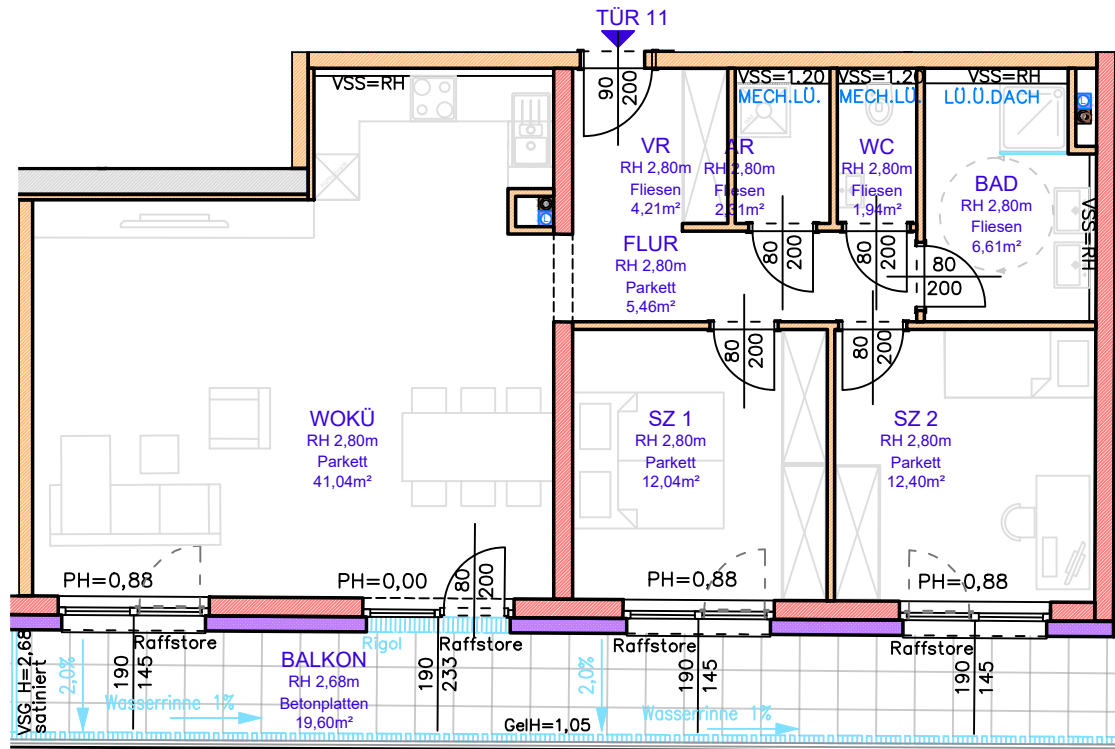 TÜR 11
90
200
VSS=RH
VSS=1.20
MECH.LÜ.
VSS=1.20
MECH.LÜ.
VSS=RH
LÜ.Ü.DACH
L
VR
RH 2,80m
Fliesen
4,21m²
AR
RH 2,80m
Fliesen
2,31m²
WC
RH 2,80m
Fliesen
1,94m²
BAD
RH 2,80m
Fliesen
6,61m²
VSS=RH
L
FLUR
RH 2,80m
Parkett
5,46m²
80
200
80
200
80
200
80
200
80
200
WOKÜ
RH 2,80m
Parkett
41,04m²
SZ 1
RH 2,80m
Parkett
12,04m²
SZ 2
RH 2,80m
Parkett
12,40m²
PH=0,88
PH=0,00
80
200
PH=0,88
PH=0,88
VSG H=2,68
satiniert
2,0%
190
145
Raffstore
Rigol
190
233
Raffstore
2,0%
Raffstore
190
145
Raffstore
190
145
BALKON
RH 2,68m
Betonplatten
19,60m²
Wasserrinne 1%
GelH=1,05
Wasserrinne 1%